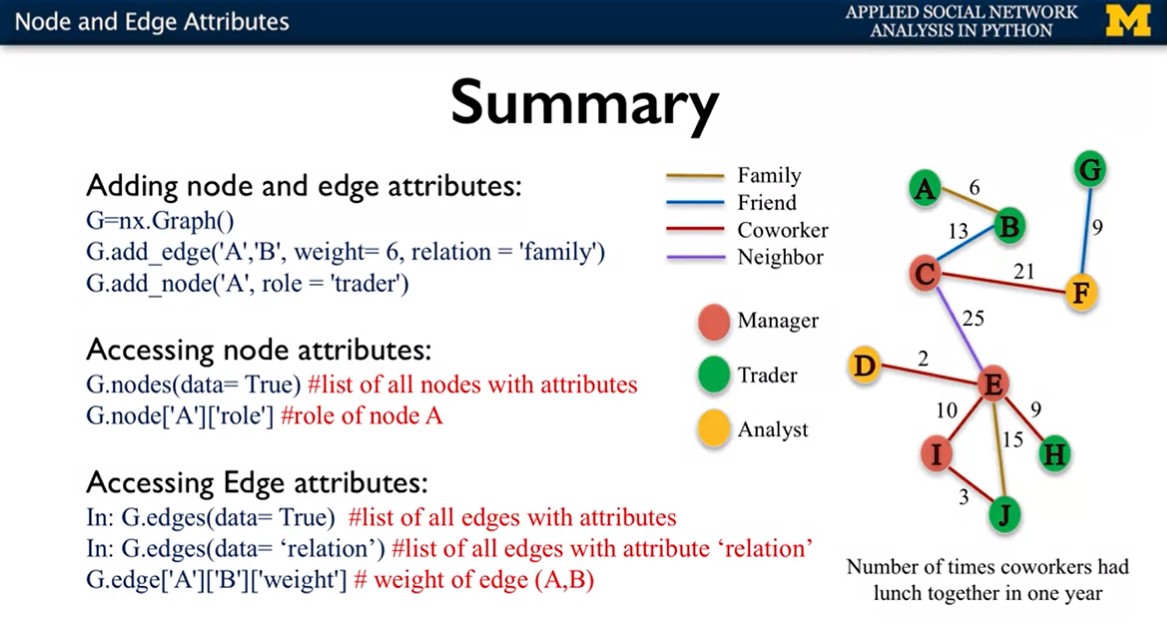 Node and Edge Attributes
APPLIED SOCIAL NETWORK
ANALYSIS IN PYTHON
M
Summary
Adding node and edge attributes:
G=nx.Graph()
G.add_edge('A','B', weight= 6, relation = 'family')
G.add_node('A', role = 'trader')
Accessing node attributes:
G.nodes(data= True) #list of all nodes with attributes
G.node['A']['role'] #role of node A
Accessing Edge attributes:
In: G.edges(data= True) #list of all edges with attributes
In: G.edges(data= ‘relation’) #list of all edges with attribute ‘relation’
G.edge['A']['B']['weight'] # weight of edge (A,B)
Family
Friend
Coworker
Neighbor
Manager
Trader
Analyst
G
A
6
B
9
13
C
21
F
25
D
2
E
10
9
15
I
H
3
J
Number of times coworkers had
lunch together in one year